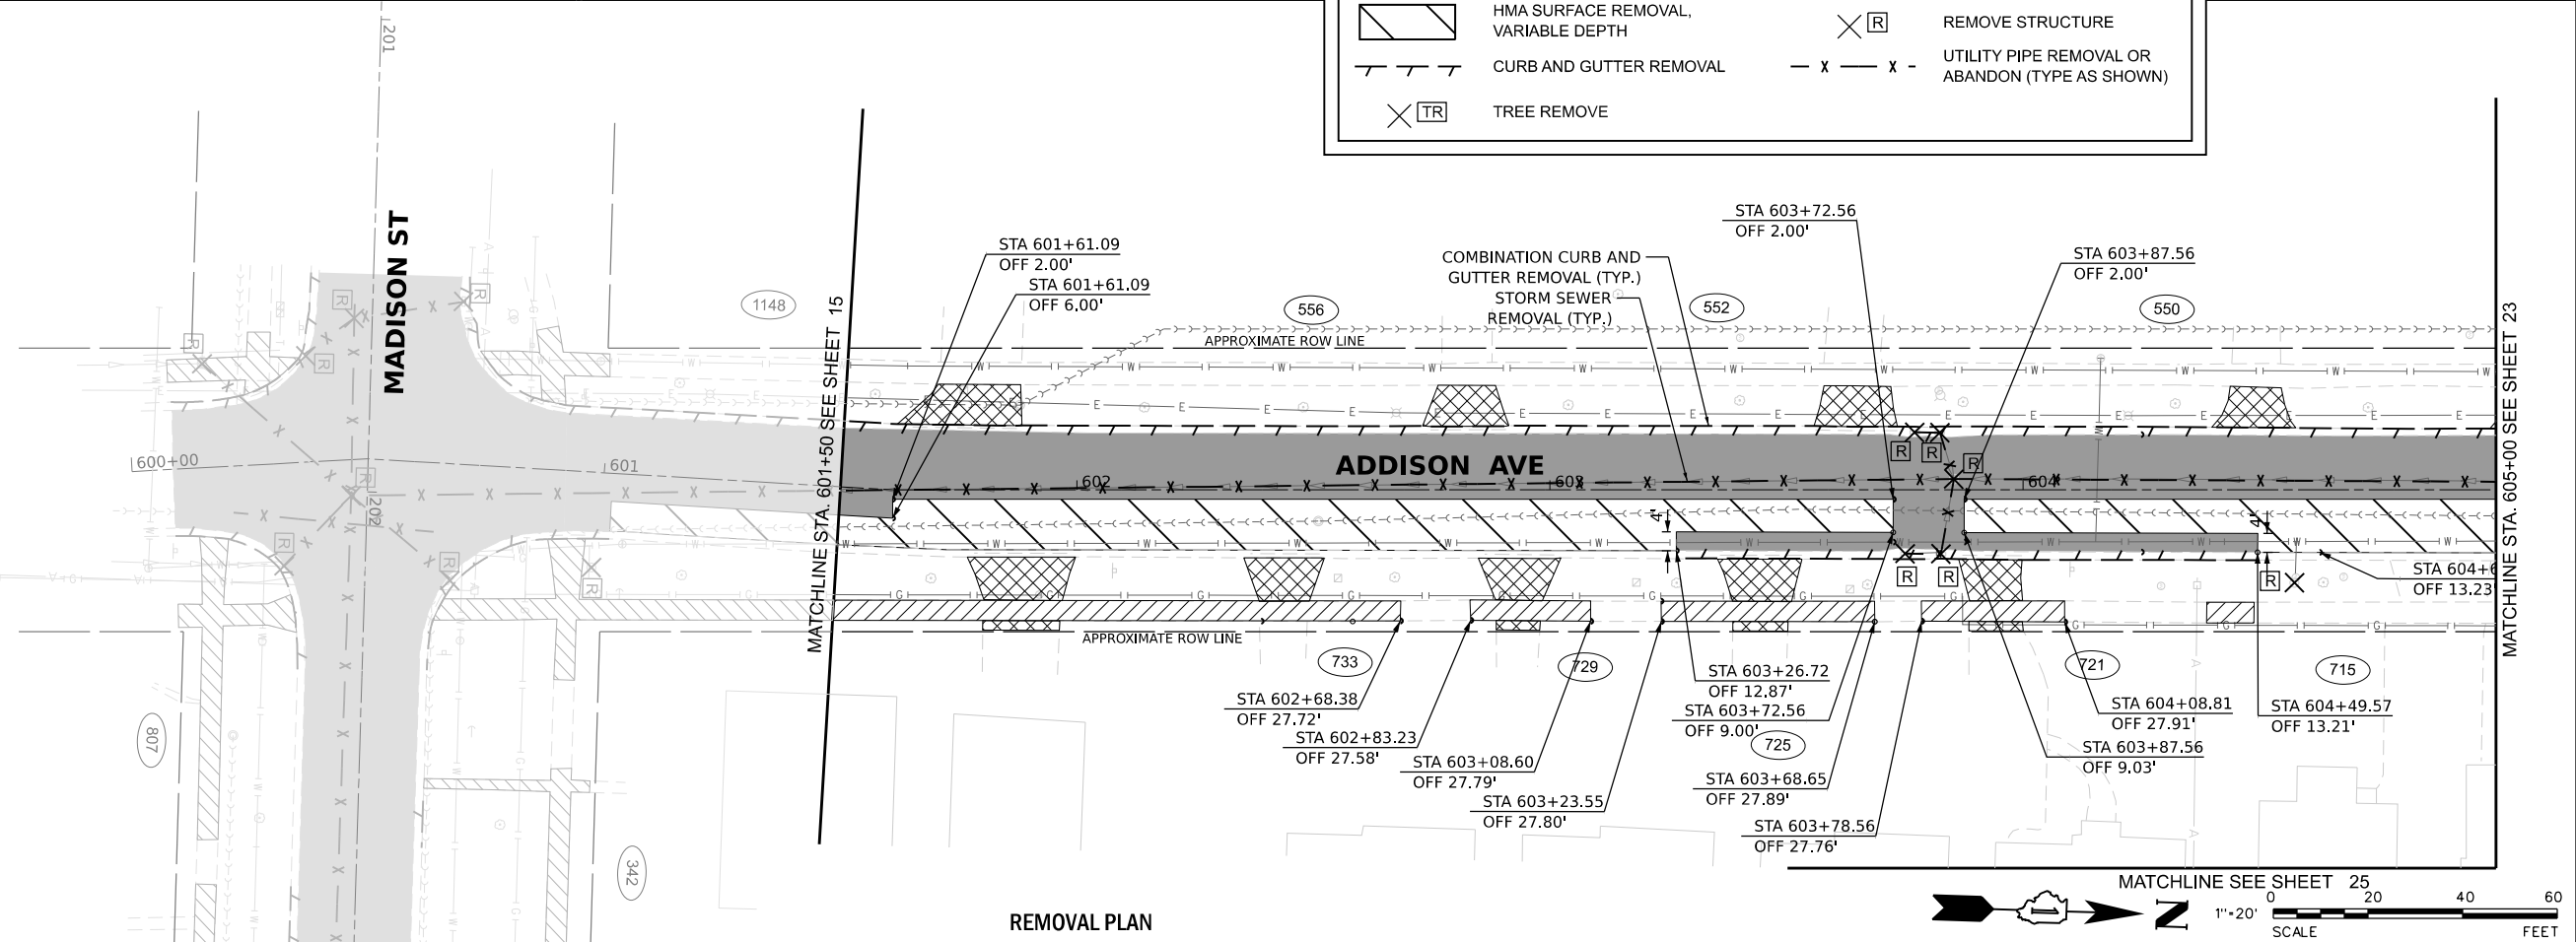 HMA SURFACE REMOVAL,
VARIABLE DEPTH
CURB AND GUTTER REMOVAL
TR
TREE REMOVE
R
REMOVE STRUCTURE
UTILITY PIPE REMOVAL OR
ABANDON (TYPE AS SHOWN)
201
MADISON ST
202
600+00
601
1148
807
342
MATCHLINE STA. 601+50 SEE SHEET 15
STA 601+61.09
OFF 2.00'
STA 601+61.09
OFF 6.00'
COMBINATION CURB AND
GUTTER REMOVAL (TYP.)
STORM SEWER
REMOVAL (TYP.)
STA 603+72.56
OFF 2.00'
STA 603+87.56
OFF 2.00'
556
552
550
APPROXIMATE ROW LINE
ADDISON AVE
602
603
604
4'
4'
STA 604+6
OFF 13.23
MATCHLINE STA. 605+00 SEE SHEET 23
APPROXIMATE ROW LINE
733
729
725
721
715
STA 602+68.38
OFF 27.72'
STA 602+83.23
OFF 27.58'
STA 603+08.60
OFF 27.79'
STA 603+23.55
OFF 27.80'
STA 603+26.72
OFF 12.87'
STA 603+72.56
OFF 9.00'
STA 603+68.65
OFF 27.89'
STA 603+78.56
OFF 27.76'
STA 604+08.81
OFF 27.91'
STA 603+87.56
OFF 9.03'
STA 604+49.57
OFF 13.21'
MATCHLINE SEE SHEET 25
REMOVAL PLAN
N
1"=20'
0 20 40 60
SCALE FEET